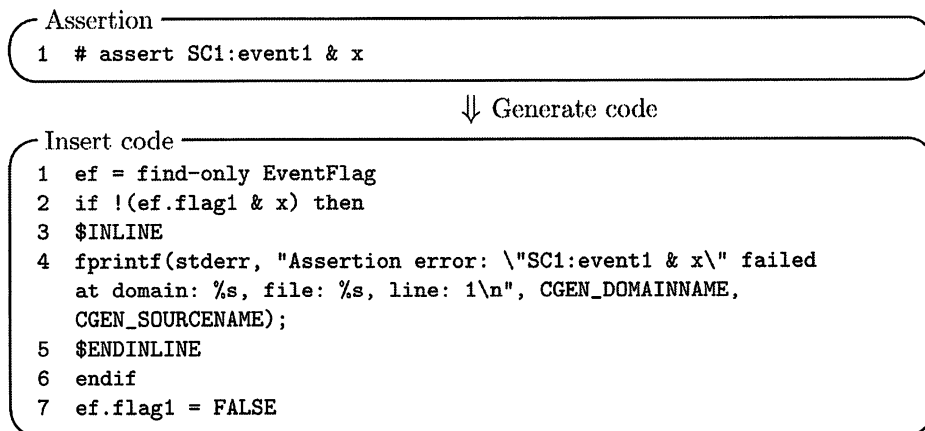 Assertion
1 # assert SC1:event1 & x
⇓ Generate code
Insert code
1 ef = find-only EventFlag
2 if !(ef.flag1 & x) then
3 $INLINE
4 fprintf(stderr, "Assertion error: \"SC1:event1 & x\" failed
at domain: %s, file: %s, line: 1\n", CGEN_DOMAINNAME,
CGEN_SOURCENAME);
5 $ENDINLINE
6 endif
7 ef.flag1 = FALSE